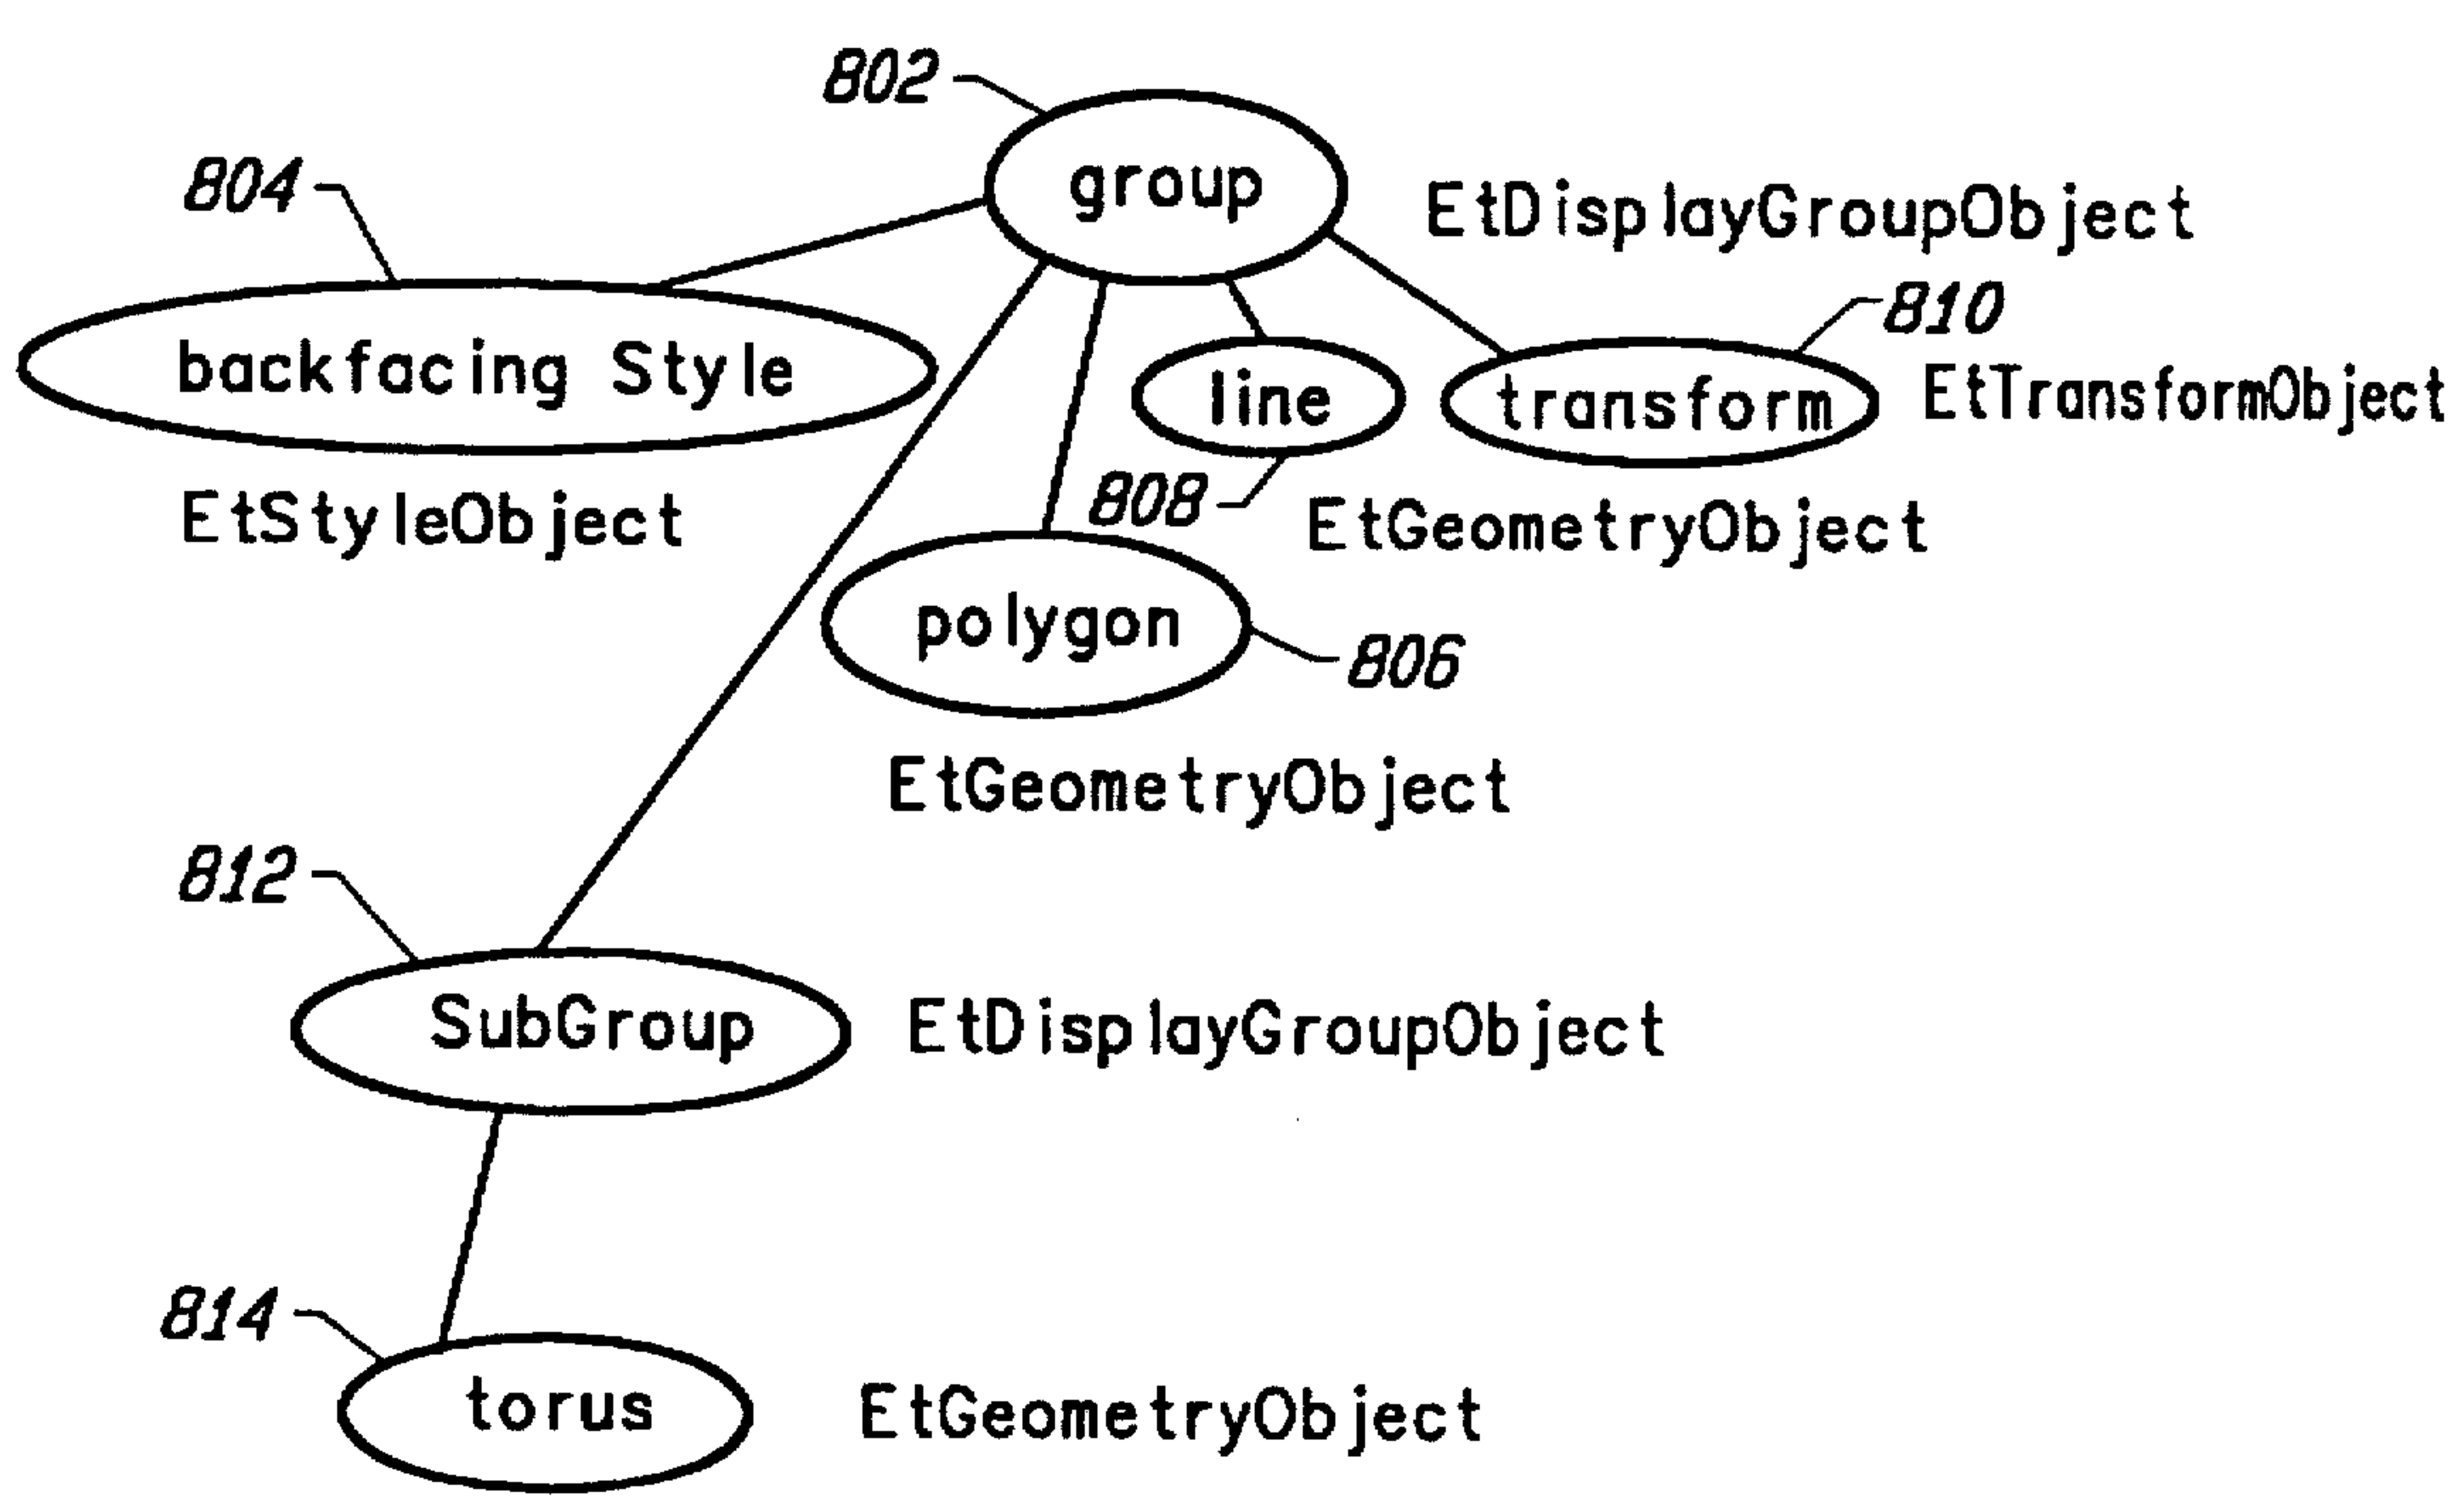 802
group
804
EtDisplayGroupObject
810
backfacing Style
line
transform
EtTransformObject
808
EtStyleObject
EtGeometryObject
polygon
806
EtGeometryObject
812
SubGroup
EtDisplayGroupObject
814
torus
EtGeometryObject